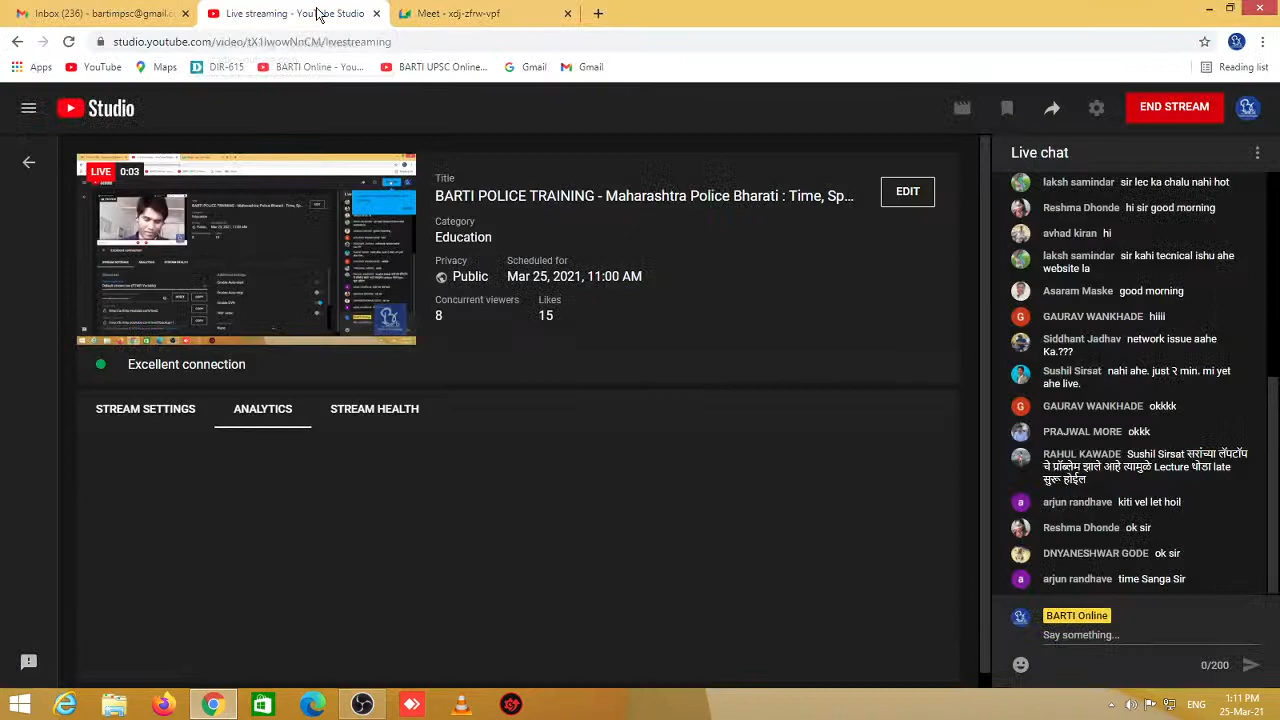 Inbox (236) - bartimpsc@gmail.c
Live streaming - YouTube Studio
Meet - xdj-zfrw-vpf
studio.youtube.com/video/
/livestreaming
Apps
YouTube
Maps
DIR-615
BARTI Online - You...
BARTI UPSC Online...
Gmail
Gmail
Reading list
Studio
END STREAM
LIVE 0:03
Title
BARTI POLICE TRAINING - Maharashtra Police Bharati : Time, Sp...
EDIT
Category
Education
Privacy
Public
Scheduled for
Mar 25, 2021, 11:00 AM
Concurrent viewers
8
Likes
15
Excellent connection
STREAM SETTINGS
ANALYTICS
STREAM HEALTH
Live chat
laksh samindar sir lec ka chalu nahi hot
Reshma Dhonde hi sir good morning
avhad kiran hi
laksh samindar sir technical ishu ahe
wata
Aagam Maske good morning
GAURAV WANKHADE hiiii
Siddhant Jadhav network issue aahe
Ka.???
Sushil Sirsat nahi ahe. just २ min. mi yet
ahe live.
GAURAV WANKHADE okkkk
PRAJWAL MORE okkk
RAHUL KAWADE Sushil Sirsat सरांच्या लॅपटॉप
चे प्रॉब्लेम झाले आहे त्यामुळे Lecture थोडा late
सुरू होईल
arjun randhave kiti vel let hoil
Reshma Dhonde ok sir
DNYANESHWAR GODE ok sir
arjun randhave time Sanga Sir
BARTI Online
Say something...
0/200
ENG
1:11 PM
25-Mar-21